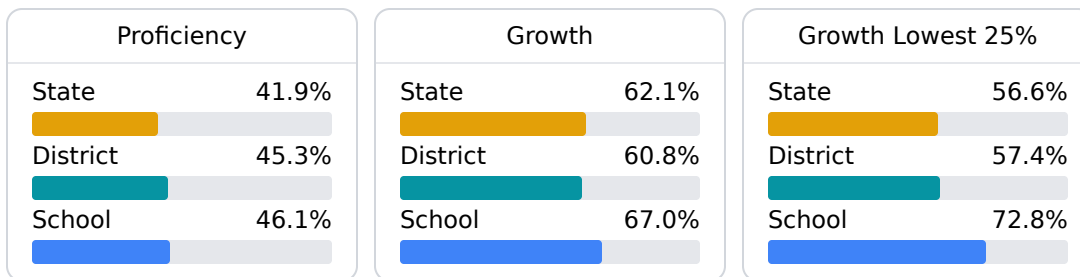 Proficiency
State 41.9%
District 45.3%
School 46.1%
Growth
State 62.1%
District 60.8%
School 67.0%
Growth Lowest 25%
State 56.6%
District 57.4%
School 72.8%